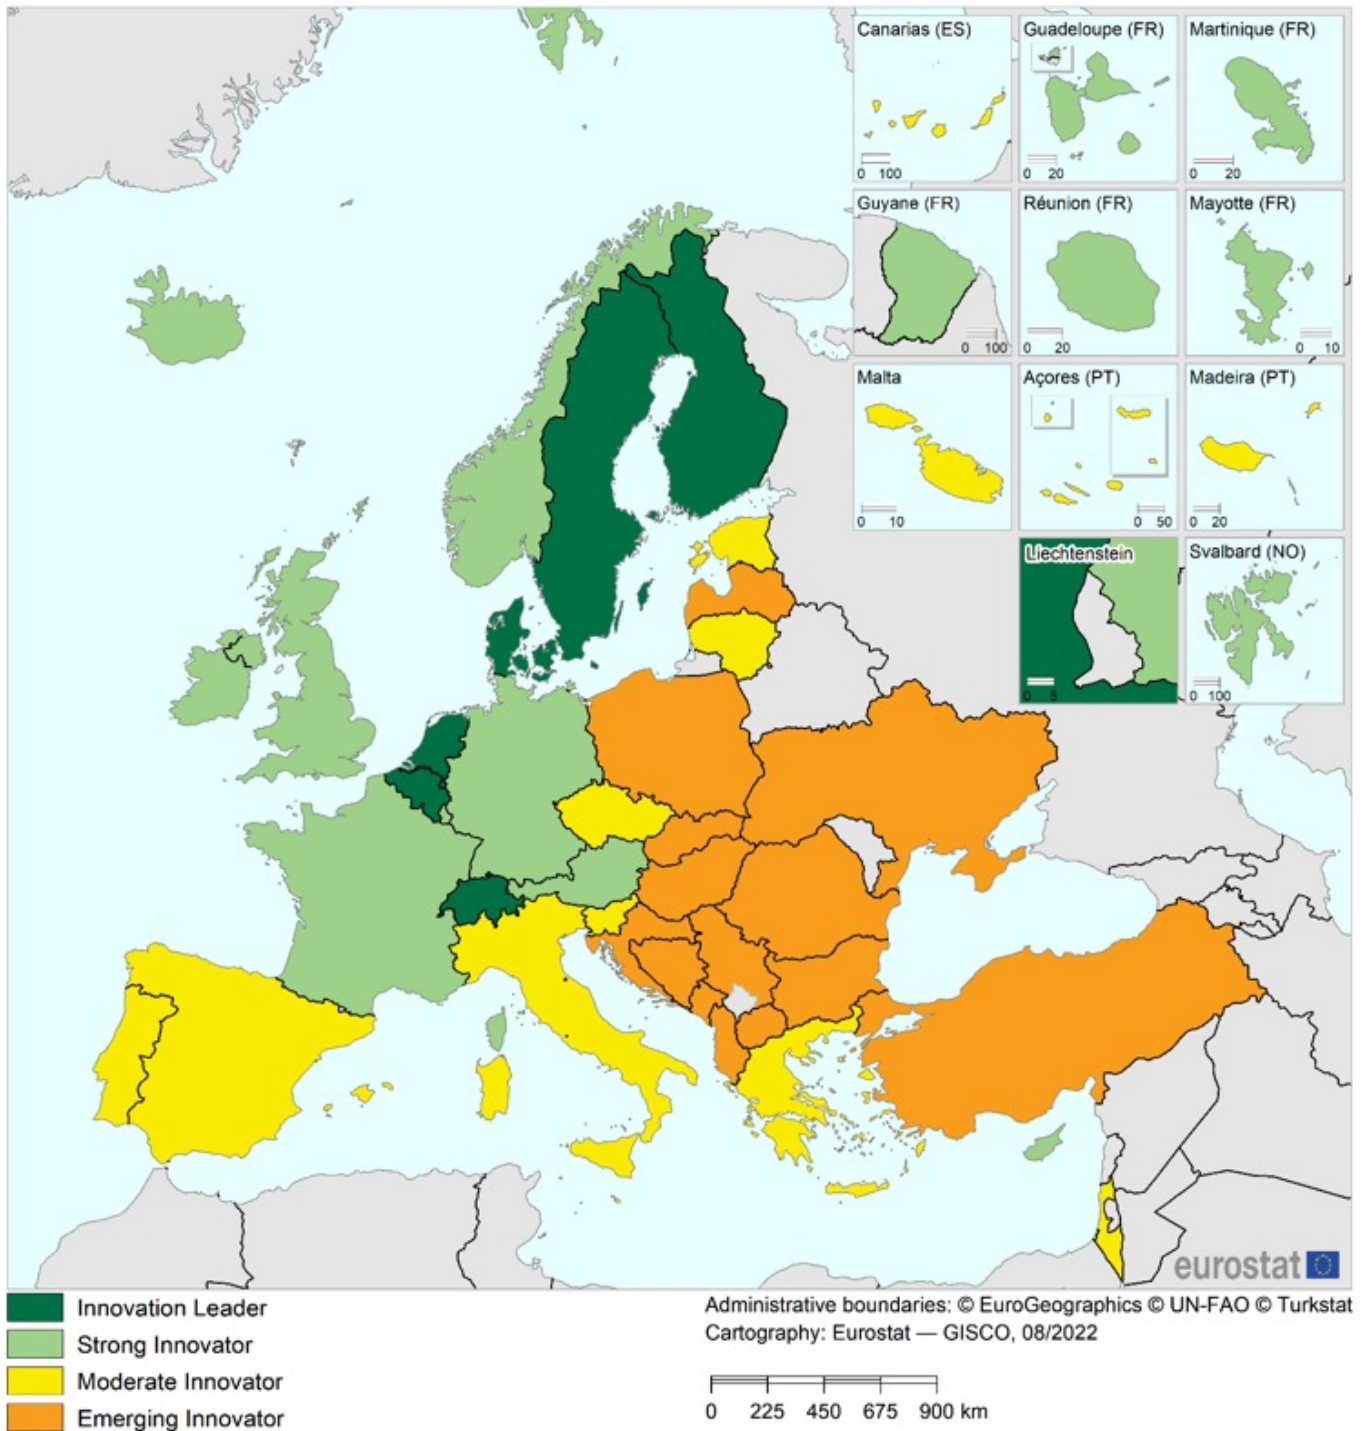 Canarias (ES)
0 100
Guadeloupe (FR)
0 20
Martinique (FR)
0 20
Guyane (FR)
0 100
Réunion (FR)
0 20
Mayotte (FR)
0 10
Malta
0 10
Açores (PT)
0 50
Madeira (PT)
0 20
Liechtenstein
0 5
Svalbard (NO)
0 100
eurostat
Innovation Leader
Strong Innovator
Moderate Innovator
Emerging Innovator
Administrative boundaries: © EuroGeographics © UN-FAO © Turkstat
Cartography: Eurostat — GISCO, 08/2022
0 225 450 675 900 km